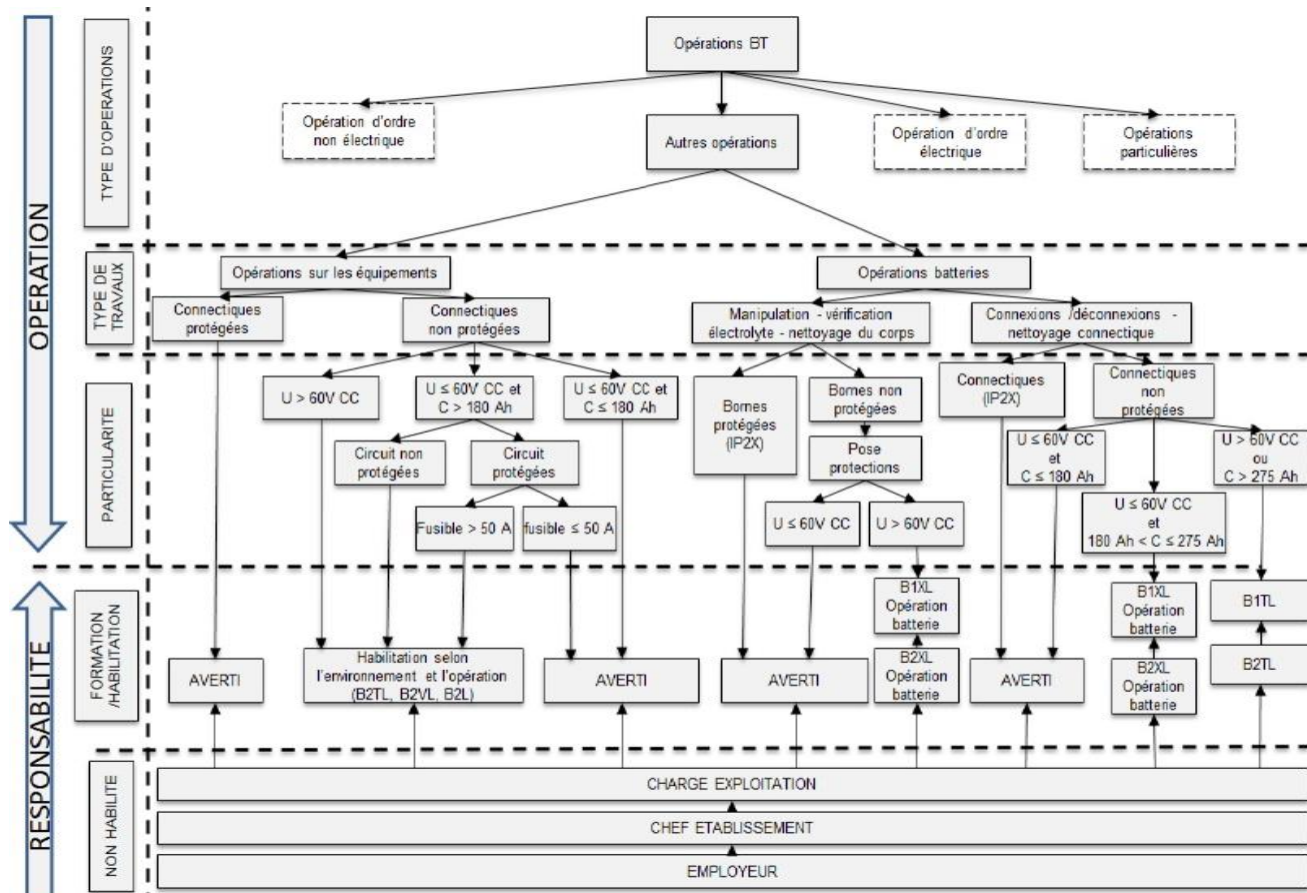 Opérations BT
Opération d'ordre
non électrique
Autres opérations
Opération d'ordre
électrique
Opérations
particulières
TYPE D'OPERATIONS
OPERATION
Opérations sur les équipements
Opérations batteries
TYPE DE
TRAVAUX
Connectiques
protégées
Connectiques
non protégées
Manipulation - vérification
électrolyte - nettoyage du corps
Connexions /déconnexions -
nettoyage connectique
PARTICULARITE
U > 60V CC
U ≤ 60V CC et
C > 180 Ah
U ≤ 60V CC et
C ≤ 180 Ah
Bornes
protégées
(IP2X)
Bornes non
protégées
Connectiques
(IP2X)
Connectiques
non
protégées
Circuit non
protégées
Circuit
protégées
Pose
protections
U ≤ 60V CC
et
C ≤ 180 Ah
U > 60V CC
ou
C > 275 Ah
Fusible > 50 A
fusible ≤ 50 A
U ≤ 60V CC
U > 60V CC
U ≤ 60V CC
et
180 Ah < C ≤ 275 Ah
RESPONSABILITE
FORMATION
/HABILITATION
AVERTI
Habilitation selon
l'environnement et l'opération
(B2TL, B2VL, B2L)
AVERTI
AVERTI
B1XL
Opération
batterie
B2XL
Opération
batterie
AVERTI
B1XL
Opération
batterie
B2XL
Opération
batterie
B1TL
B2TL
NON HABILITE
CHARGE EXPLOITATION
CHEF ETABLISSEMENT
EMPLOYEUR